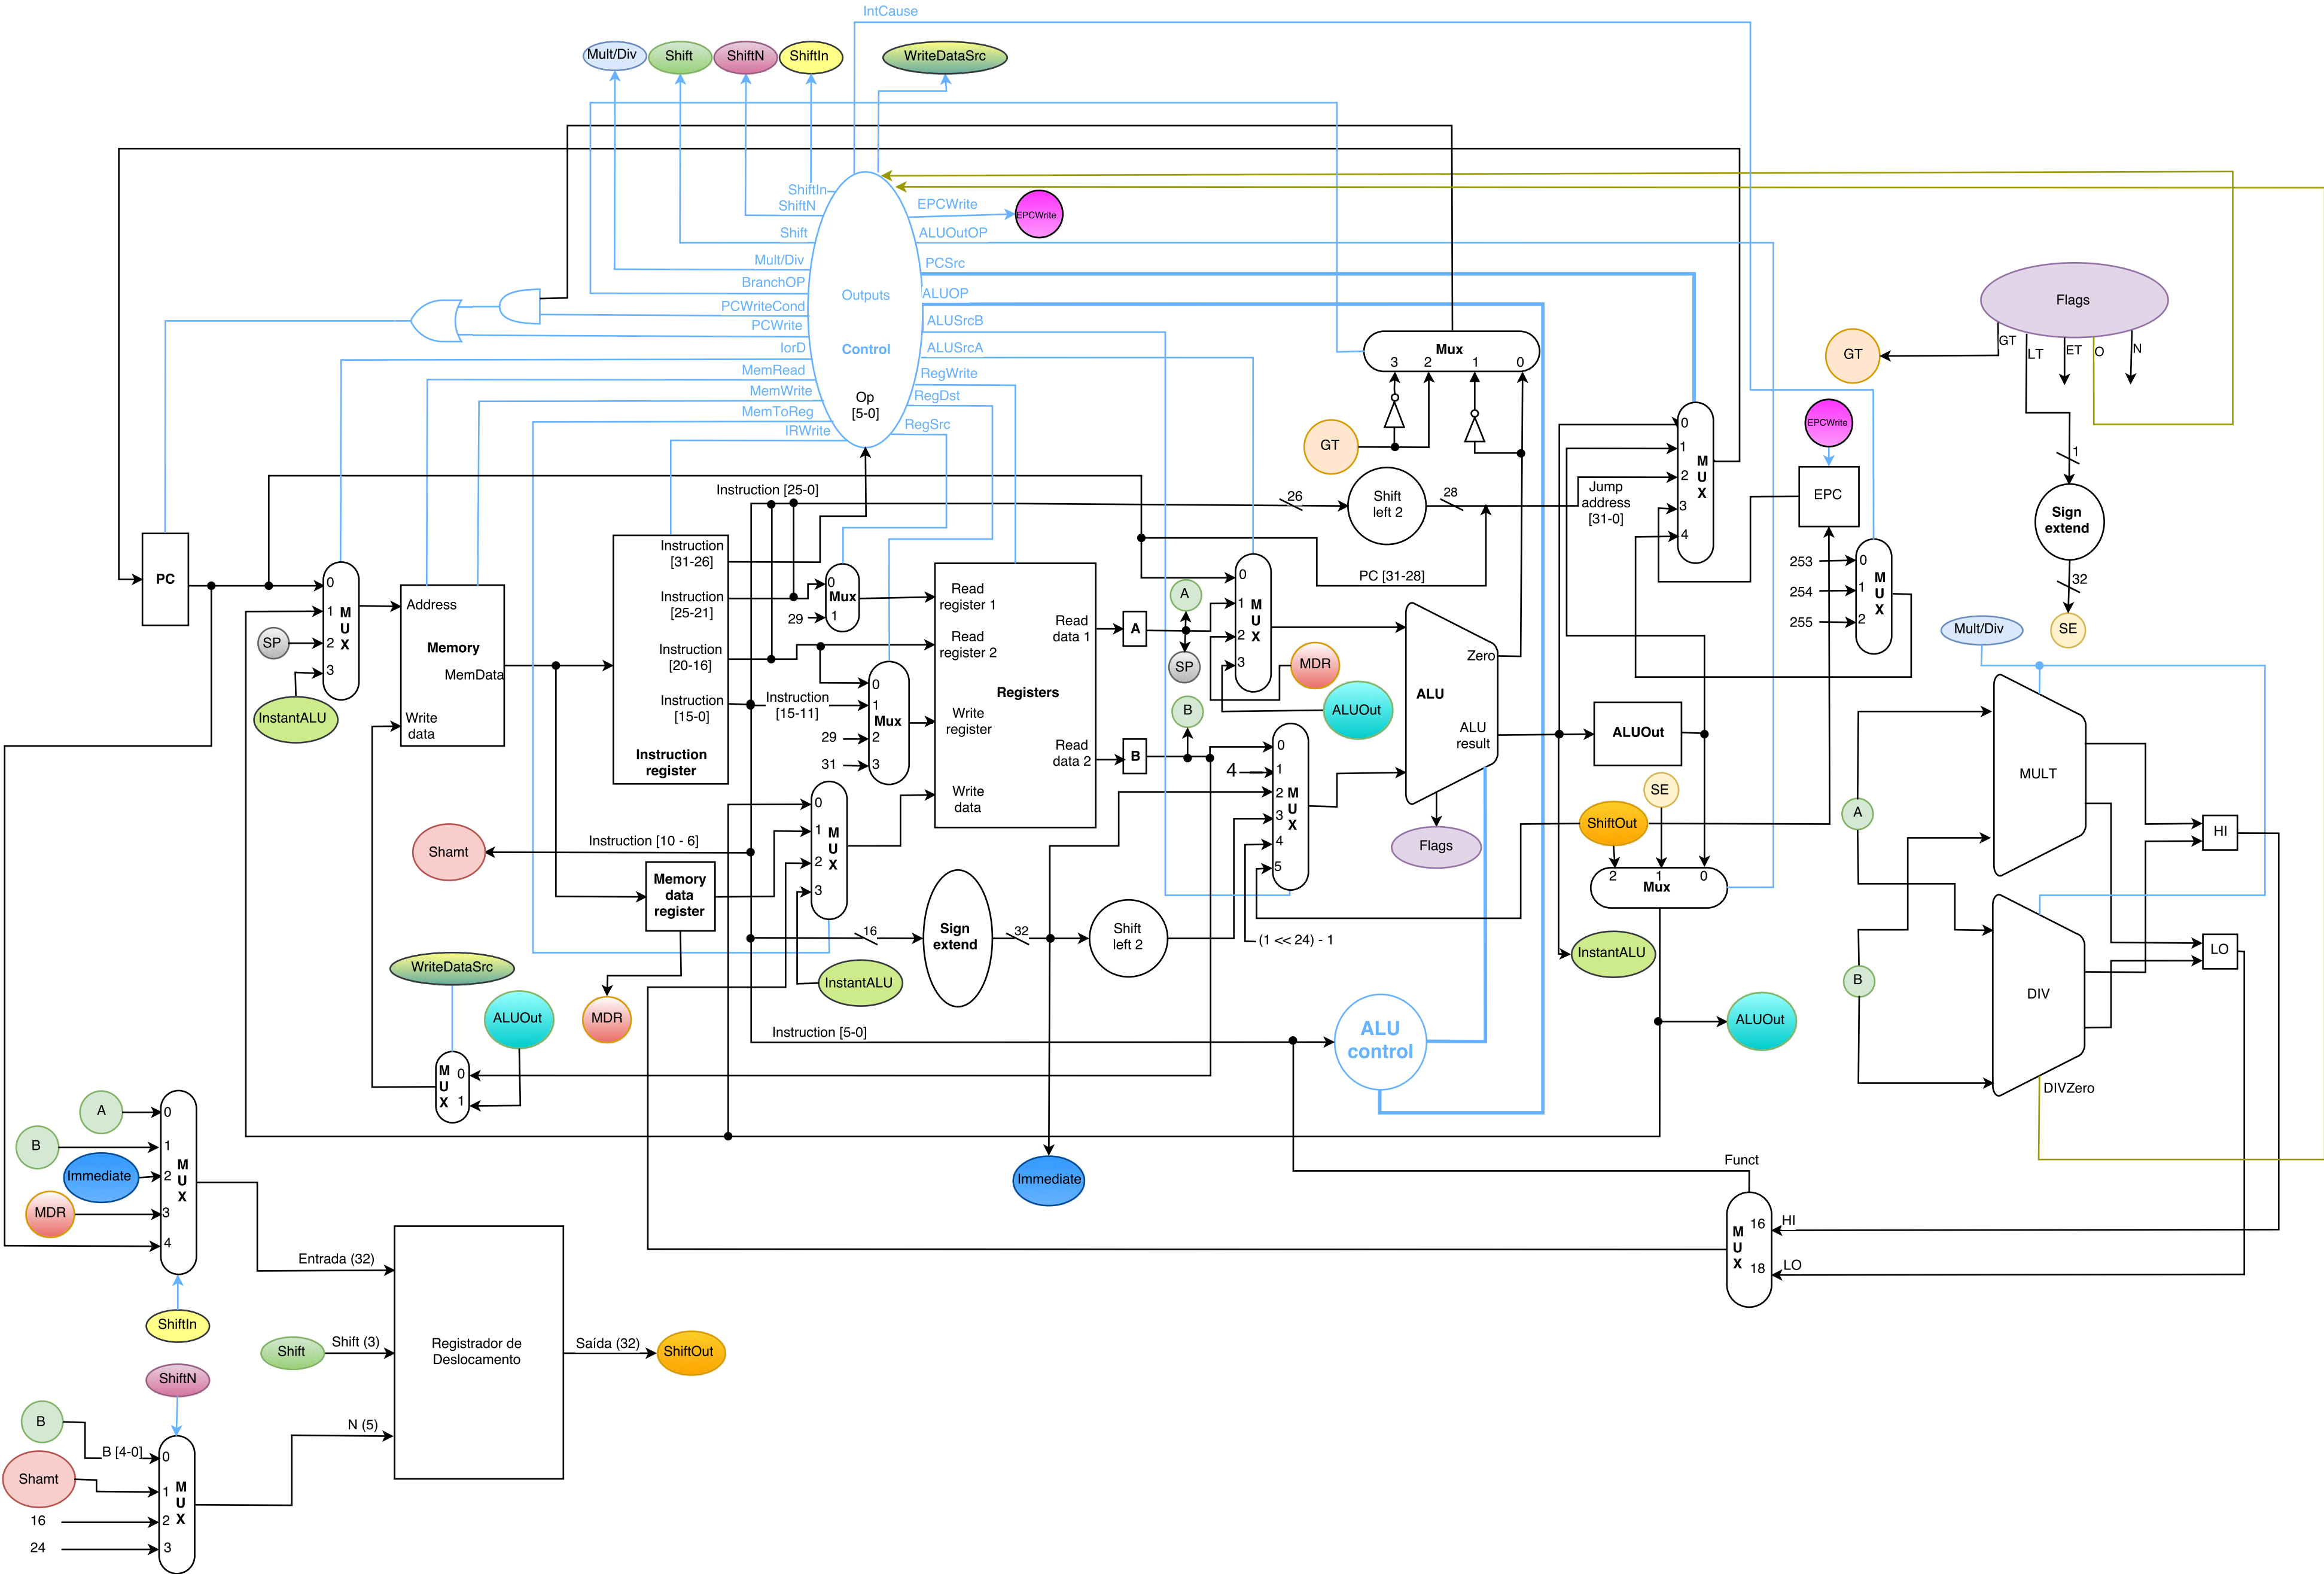 IntCause
Mult/Div
Shift
ShiftN
ShiftIn
WriteDataSrc
ShiftIn
ShiftN
Shift
Mult/Div
BranchOP
PCWriteCond
PCWrite
IorD
MemRead
MemWrite
MemToReg
IRWrite
Outputs
Control
Op
[5-0]
EPCWrite
ALUOutOP
PCSrc
ALUOP
ALUSrcB
ALUSrcA
RegWrite
RegDst
RegSrc
EPCWrite
Mux
3 2 1 0
GT
Flags
GT
LT
ET
O
N
GT
1
Sign
extend
32
SE
EPCWrite
EPC
253
254
255
0
1
2
M
U
X
0
1
2
3
4
M
U
X
Instruction [25-0]
26
Shift
left 2
28
Jump
address
[31-0]
PC [31-28]
PC
0
1
2
3
M
U
X
SP
InstantALU
Address
Memory
MemData
Write
data
Instruction
[31-26]
Instruction
[25-21]
Instruction
[20-16]
Instruction
[15-0]
Instruction
register
0
Mux
1
29
Instruction
[15-11]
0
1
Mux
2
3
29
31
Read
register 1
Read
register 2
Registers
Write
register
Write
data
Read
data 1
Read
data 2
A
B
A
SP
B
0
1
2
3
M
U
X
MDR
ALUOut
4
0
1
2
3
4
5
M
U
X
(1 << 24) - 1
Zero
ALU
ALU
result
Flags
ALUOut
ShiftOut
SE
2 1 0
Mux
InstantALU
ALUOut
Mult/Div
MULT
DIV
DIVZero
A
B
HI
LO
Shamt
Instruction [10 - 6]
Memory
data
register
MDR
0
1
2
3
M
U
X
InstantALU
16
Sign
extend
32
Shift
left 2
Instruction [5-0]
ALU
control
Immediate
WriteDataSrc
ALUOut
M
U
X
0
1
Funct
M
U
X
16
18
HI
LO
A
B
Immediate
MDR
0
1
2
3
4
M
U
X
ShiftIn
Entrada (32)
Shift
Shift (3)
N (5)
Registrador de
Deslocamento
Saída (32)
ShiftOut
ShiftN
B
B [4-0]
Shamt
16
24
0
1
2
3
M
U
X